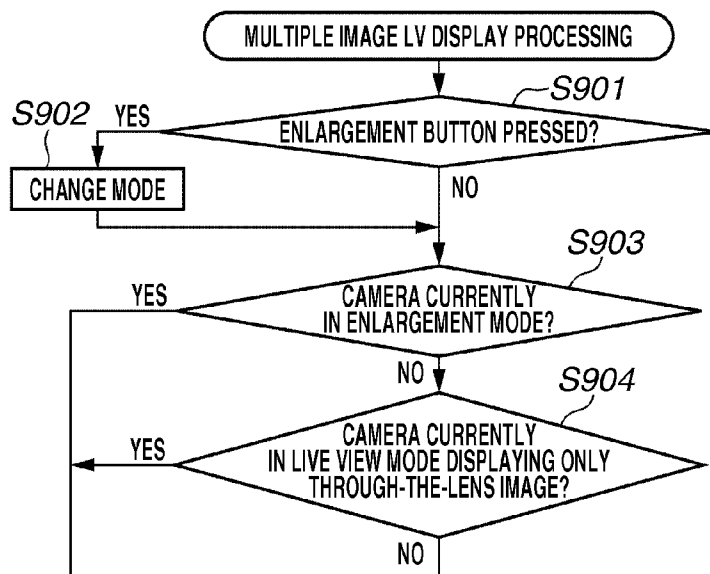 MULTIPLE IMAGE LV DISPLAY PROCESSING
S901
ENLARGEMENT BUTTON PRESSED?
YES
S902
CHANGE MODE
NO
S903
CAMERA CURRENTLY
IN ENLARGEMENT MODE?
YES
NO
S904
CAMERA CURRENTLY
IN LIVE VIEW MODE DISPLAYING ONLY
THROUGH-THE-LENS IMAGE?
YES
NO